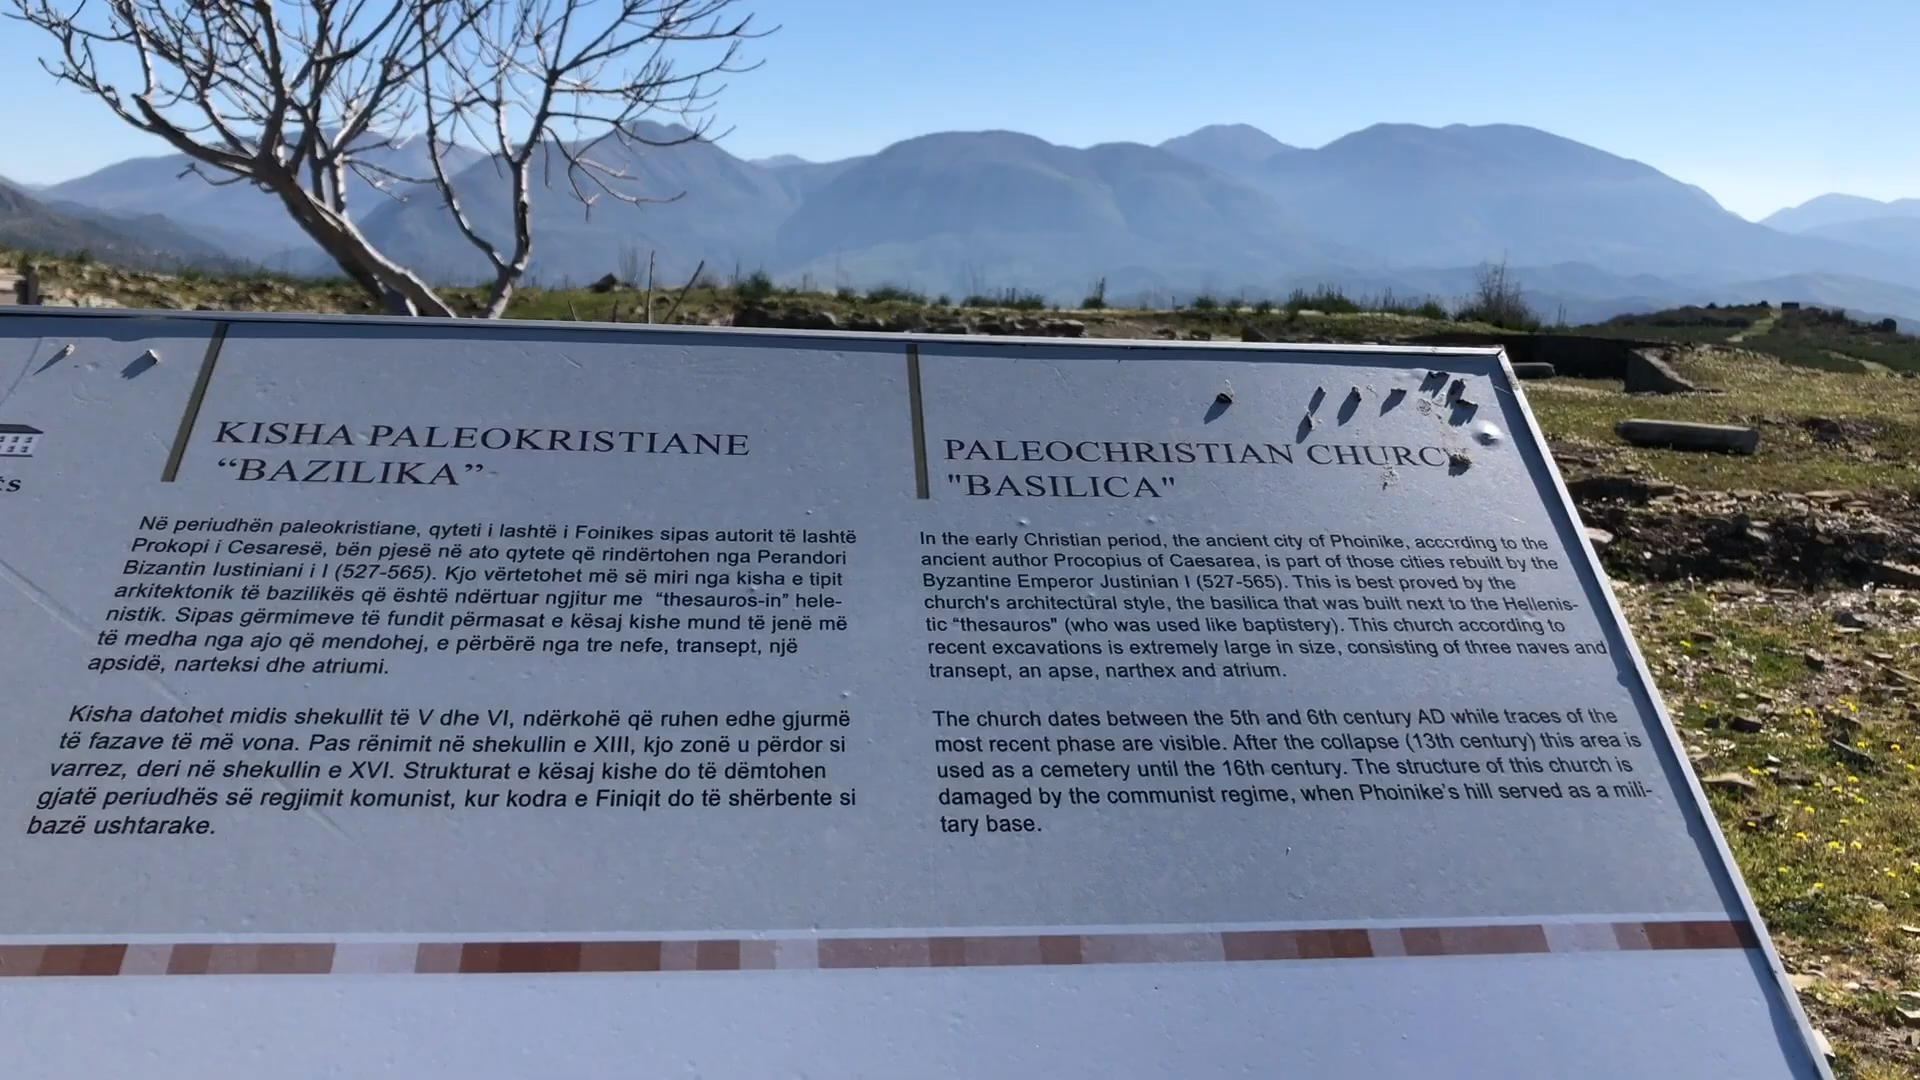 KISHA PALEOKRISTIANE
“BAZILIKA”
Në periudhën paleokristiane, qyteti i lashtë i Foinikes sipas autorit të lashtë
Prokopi i Cesaresë, bën pjesë në ato qytete që rindërtohen nga Perandori
Bizantin Iustiniani i I (527-565). Kjo vërtetohet më së miri nga kisha e tipit
arkitektonik të bazilikës që është ndërtuar ngjitur me “thesauros-in” hele-
nistik. Sipas gërmimeve të fundit përmasat e kësaj kishe mund të jenë më
të medha nga ajo që mendohej, e përbërë nga tre nefe, transept, një
apsidë, narteksi dhe atriumi.
Kisha datohet midis shekullit të V dhe VI, ndërkohë që ruhen edhe gjurmë
të fazave të më vona. Pas rënimit në shekullin e XIII, kjo zonë u përdor si
varrez, deri në shekullin e XVI. Strukturat e kësaj kishe do të dëmtohen
gjatë periudhës së regjimit komunist, kur kodra e Finiqit do të shërbente si
bazë ushtarake.
PALEOCHRISTIAN CHURC
"BASILICA"
In the early Christian period, the ancient city of Phoinike, according to the
ancient author Procopius of Caesarea, is part of those cities rebuilt by the
Byzantine Emperor Justinian I (527-565). This is best proved by the
church's architectural style, the basilica that was built next to the Hellenis-
tic “thesauros" (who was used like baptistery). This church according to
recent excavations is extremely large in size, consisting of three naves and
transept, an apse, narthex and atrium.
The church dates between the 5th and 6th century AD while traces of the
most recent phase are visible. After the collapse (13th century) this area is
used as a cemetery until the 16th century. The structure of this church is
damaged by the communist regime, when Phoinike's hill served as a mili-
tary base.